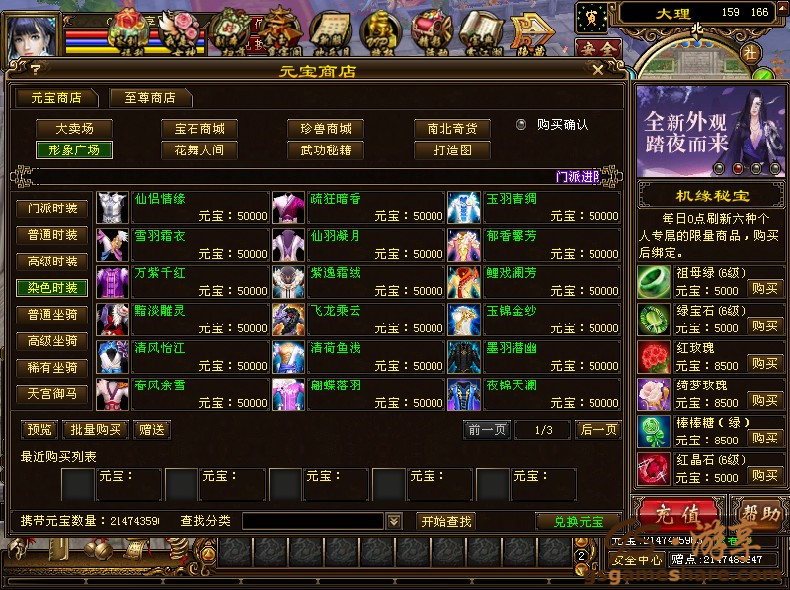 大理 159 166
北
安全
社
?
元宝商店
元宝商店 至尊商店
大卖场 宝石商城 珍兽商城 南北奇货 购买确认
形象广场 花舞人间 武功秘籍 打造图
门派进阶
门派时装
普通时装
高级时装
染色时装
普通坐骑
高级坐骑
稀有坐骑
天宫御马
仙侣情缘 疏狂暗香 玉羽青绸
元宝：50000 元宝：50000 元宝：50000
雪羽霜衣 仙羽凝月 郁香馨芳
元宝：50000 元宝：50000 元宝：50000
万紫千红 紫逸霜线 鲤戏澜芳
元宝：50000 元宝：50000 元宝：50000
黯淡雕灵 飞龙乘云 玉锦金纱
元宝：50000 元宝：50000 元宝：50000
清风怡江 清荷鱼浅 墨羽潜幽
元宝：50000 元宝：50000 元宝：50000
春风余雪 翩蝶落羽 夜锦天澜
元宝：50000 元宝：50000 元宝：50000
预览 批量购买 赠送 前一页 1/3 后一页
最近购买列表
元宝： 元宝： 元宝： 元宝： 元宝：
携带元宝数量：21474359 查找分类 开始查找 兑换元宝
全新外观
踏夜而来
机缘秘宝
每日0点刷新六种个
人专属的限量商品，购买
后绑定。
祖母绿(6级)
元宝：5000 购买
绿宝石(6级)
元宝：5000 购买
红玫瑰
元宝：8500 购买
绮梦玫瑰
元宝：8500 购买
棒棒糖（绿）
元宝：8500 购买
红晶石(6级)
元宝：5000 购买
充值 帮助
安全中心 赠点:2147483647
2
游享
gogameshare.com